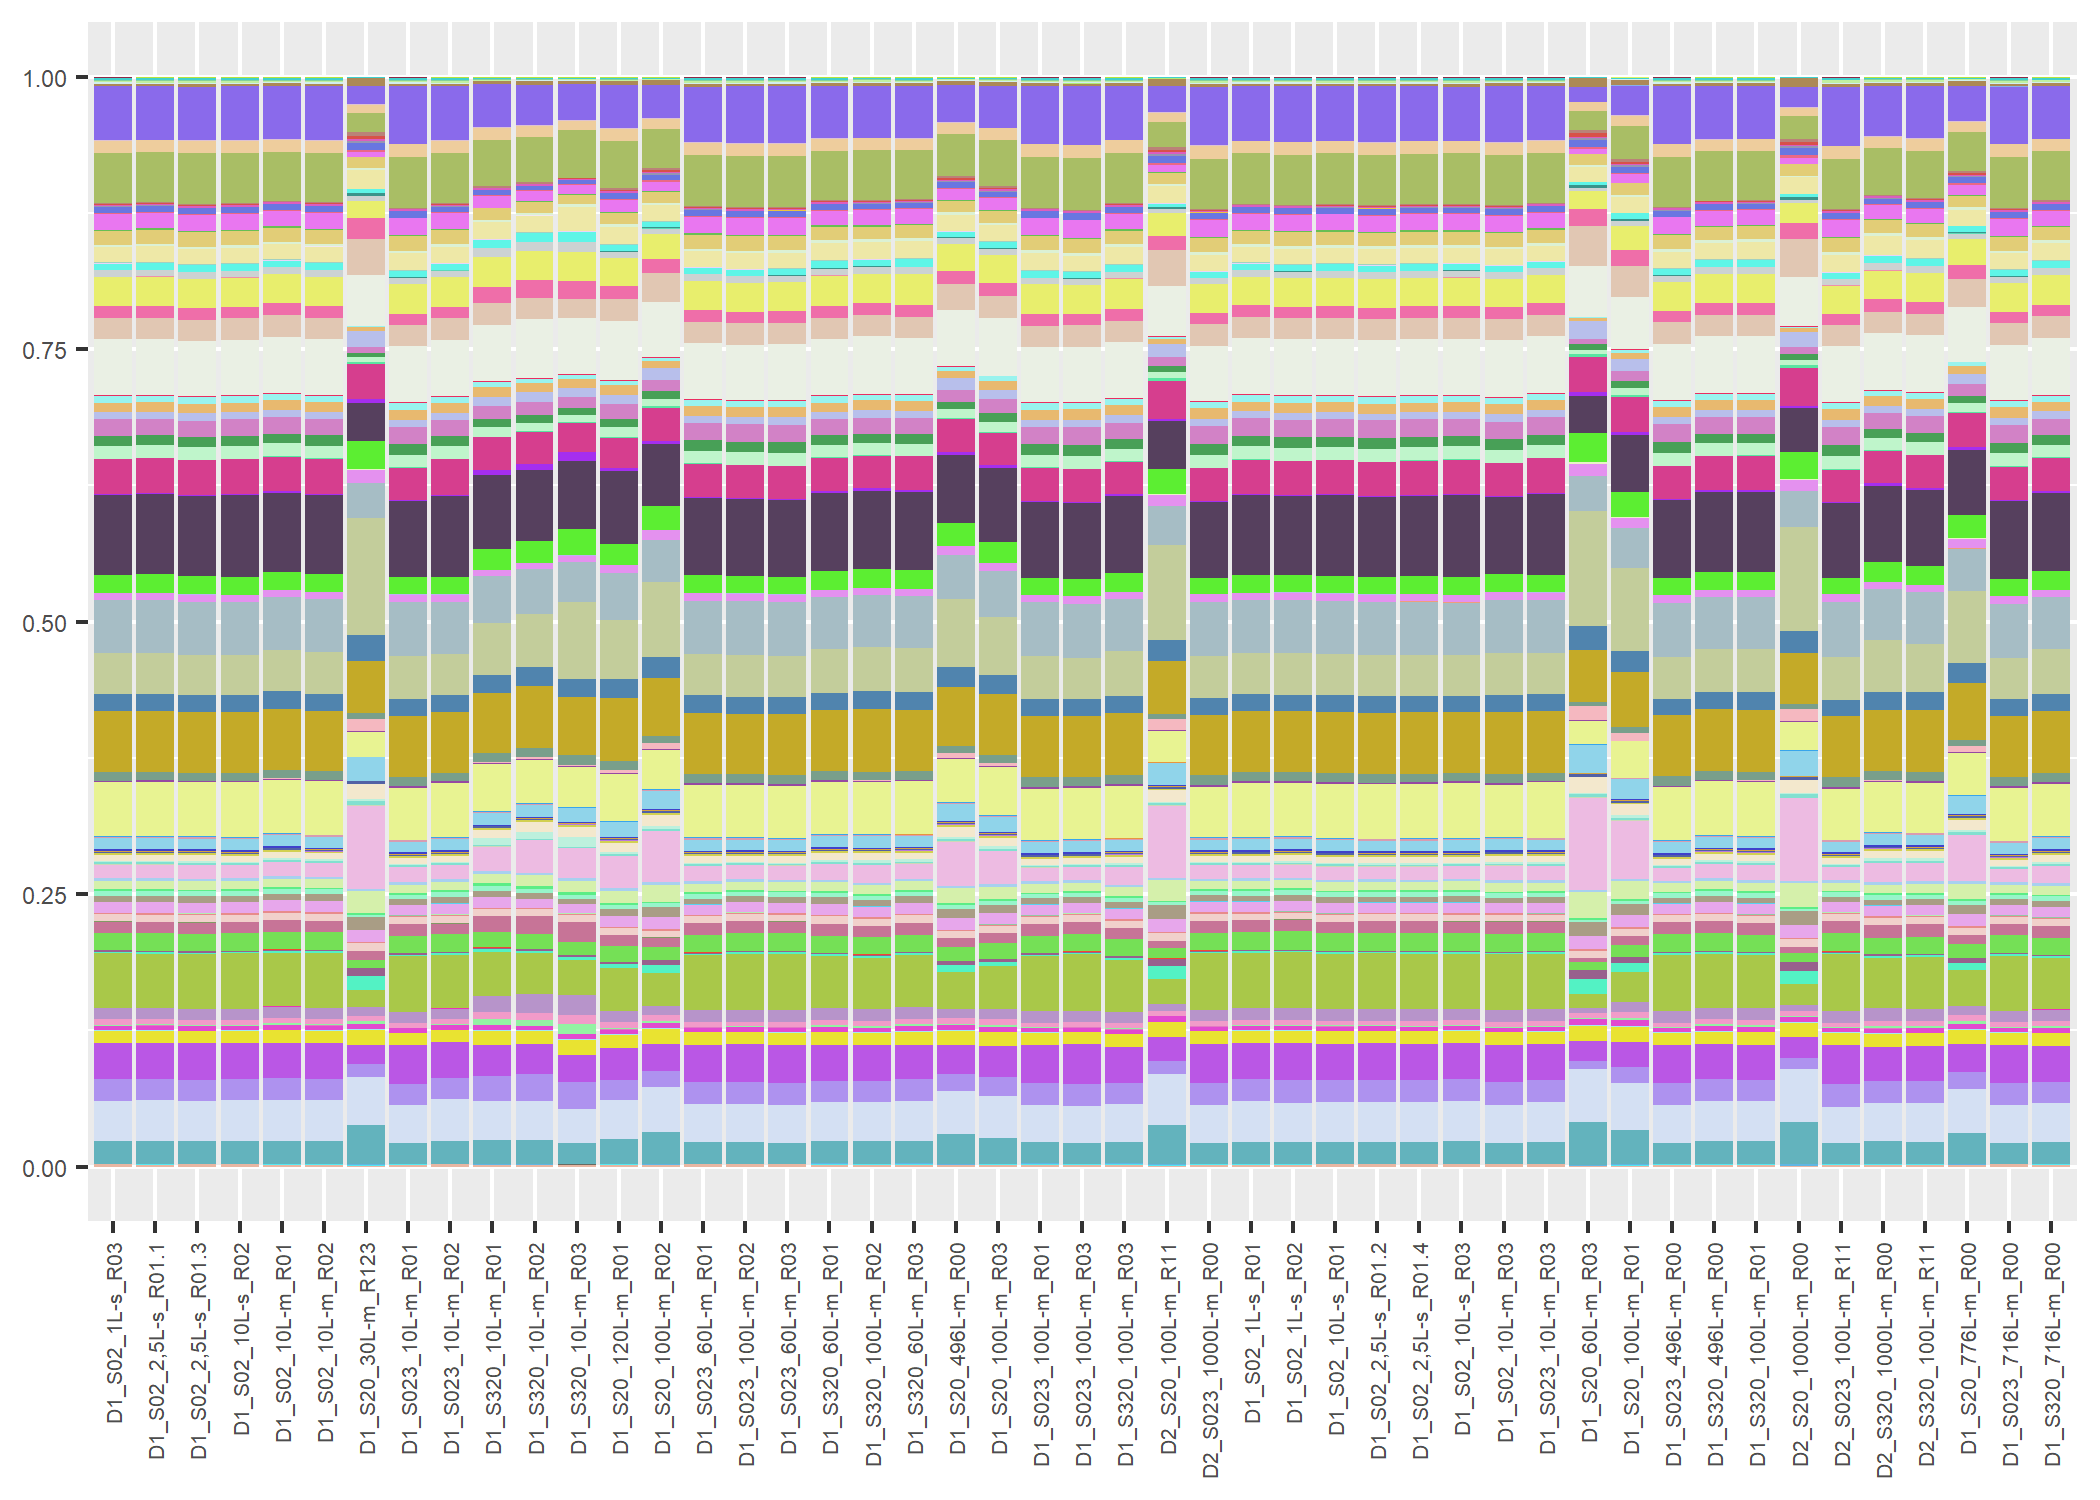 1.00
0.75
0.50
0.25
0.00
D1_S02_1L-s_R03
D1_S02_2,5L-s_R01.1
D1_S02_2,5L-s_R01.3
D1_S02_10L-s_R02
D1_S02_10L-m_R01
D1_S02_10L-m_R02
D1_S20_30L-m_R123
D1_S023_10L-m_R01
D1_S023_10L-m_R02
D1_S320_10L-m_R01
D1_S320_10L-m_R02
D1_S320_10L-m_R03
D1_S20_120L-m_R01
D1_S20_100L-m_R02
D1_S023_60L-m_R01
D1_S023_100L-m_R02
D1_S023_60L-m_R03
D1_S320_60L-m_R01
D1_S320_100L-m_R02
D1_S320_60L-m_R03
D1_S20_496L-m_R00
D1_S20_100L-m_R03
D1_S023_100L-m_R01
D1_S023_100L-m_R03
D1_S320_100L-m_R03
D2_S20_100L-m_R11
D2_S023_1000L-m_R00
D1_S02_1L-s_R01
D1_S02_1L-s_R02
D1_S02_10L-s_R01
D1_S02_2,5L-s_R01.2
D1_S02_2,5L-s_R01.4
D1_S02_10L-s_R03
D1_S02_10L-m_R03
D1_S023_10L-m_R03
D1_S20_60L-m_R03
D1_S20_100L-m_R01
D1_S023_496L-m_R00
D1_S320_496L-m_R00
D1_S320_100L-m_R01
D2_S20_1000L-m_R00
D2_S023_100L-m_R11
D2_S320_1000L-m_R00
D2_S320_100L-m_R11
D1_S20_776L-m_R00
D1_S023_716L-m_R00
D1_S320_716L-m_R00